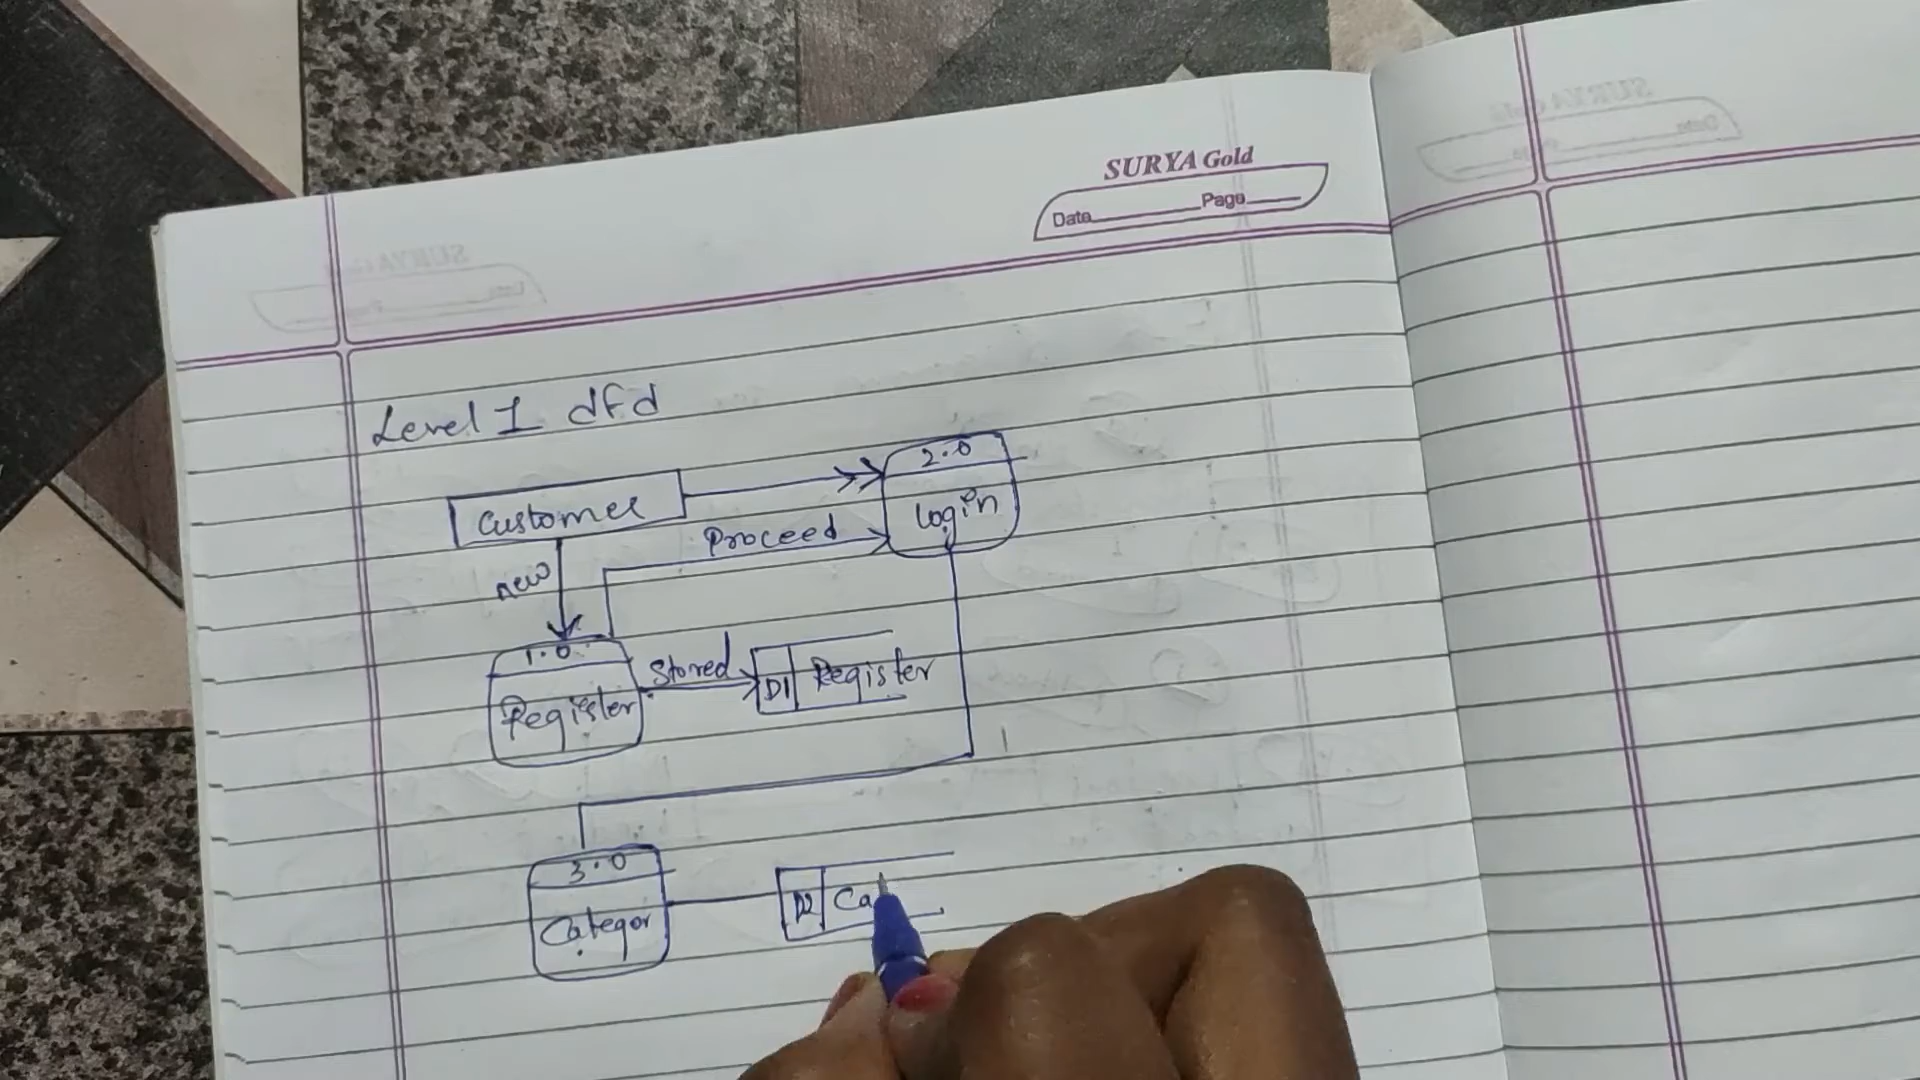 SURYA Gold
Date Page
Level 1 dfd
Customer
2.0
Login
Proceed
new
1.0
Register
Stored
D1 Register
3.0
Categor
D2 Ca